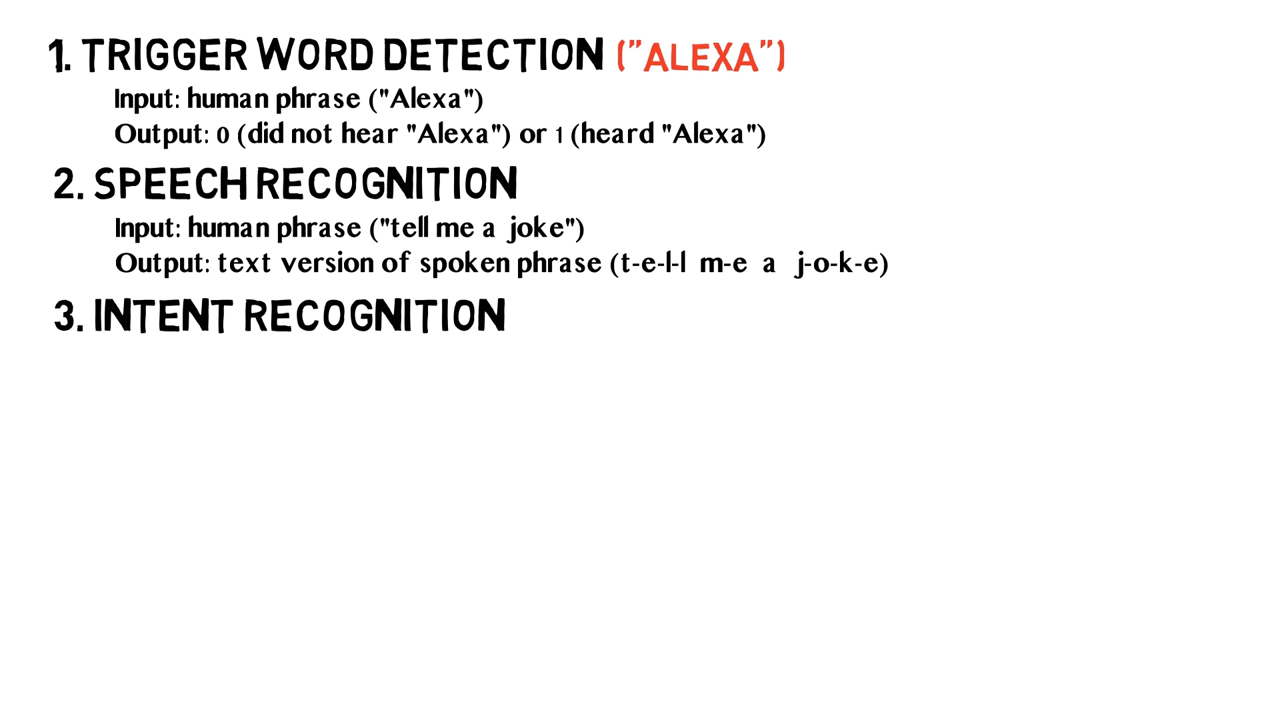 1. TRIGGER WORD DETECTION ("ALEXA")
Input: human phrase ("Alexa")
Output: 0 (did not hear "Alexa") or 1 (heard "Alexa")
2. SPEECH RECOGNITION
Input: human phrase ("tell me a joke")
Output: text version of spoken phrase (t-e-l-l m-e a j-o-k-e)
3. INTENT RECOGNITION